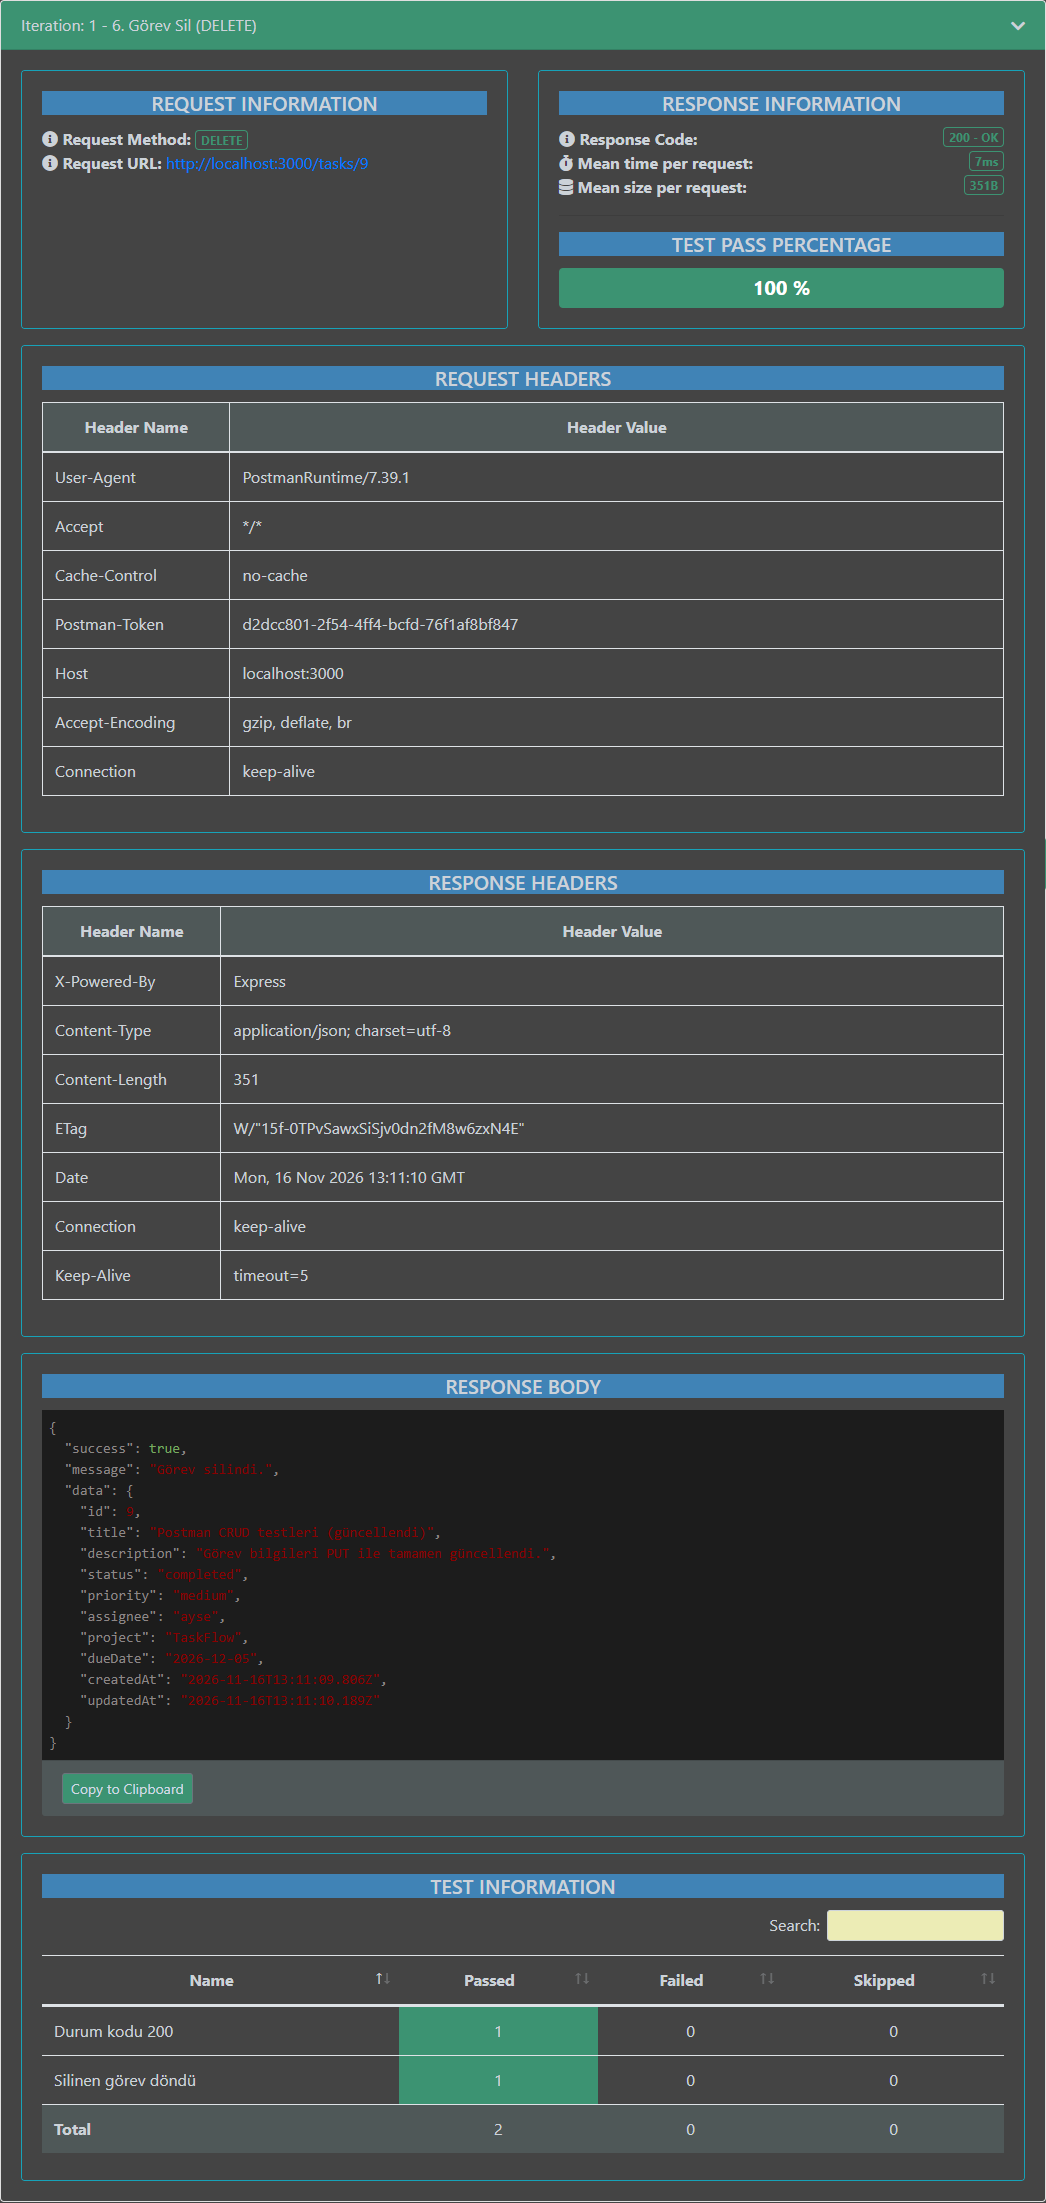 Iteration: 1 - 6. Görev Sil (DELETE)
REQUEST INFORMATION
Request Method: DELETE
Request URL: http://localhost:3000/tasks/9
RESPONSE INFORMATION
Response Code: 200 - OK
Mean time per request: 7ms
Mean size per request: 351B
TEST PASS PERCENTAGE
100 %
REQUEST HEADERS
Header Name Header Value
User-Agent PostmanRuntime/7.39.1
Accept */*
Cache-Control no-cache
Postman-Token d2dcc801-2f54-4ff4-bcfd-76f1af8bf847
Host localhost:3000
Accept-Encoding gzip, deflate, br
Connection keep-alive
RESPONSE HEADERS
Header Name Header Value
X-Powered-By Express
Content-Type application/json; charset=utf-8
Content-Length 351
ETag W/"15f-0TPvSawxSiSjv0dn2fM8w6zxN4E"
Date Mon, 16 Nov 2026 13:11:10 GMT
Connection keep-alive
Keep-Alive timeout=5
RESPONSE BODY
{
"success": true,
"message": "Görev silindi.",
"data": {
"id": 9,
"title": "Postman CRUD testleri (güncellendi)",
"description": "Görev bilgileri PUT ile tamamen güncellendi.",
"status": "completed",
"priority": "medium",
"assignee": "ayse",
"project": "TaskFlow",
"dueDate": "2026-12-05",
"createdAt": "2026-11-16T13:11:09.806Z",
"updatedAt": "2026-11-16T13:11:10.189Z"
}
}
Copy to Clipboard
TEST INFORMATION
Search:
Name Passed Failed Skipped
Durum kodu 200 1 0 0
Silinen görev döndü 1 0 0
Total 2 0 0